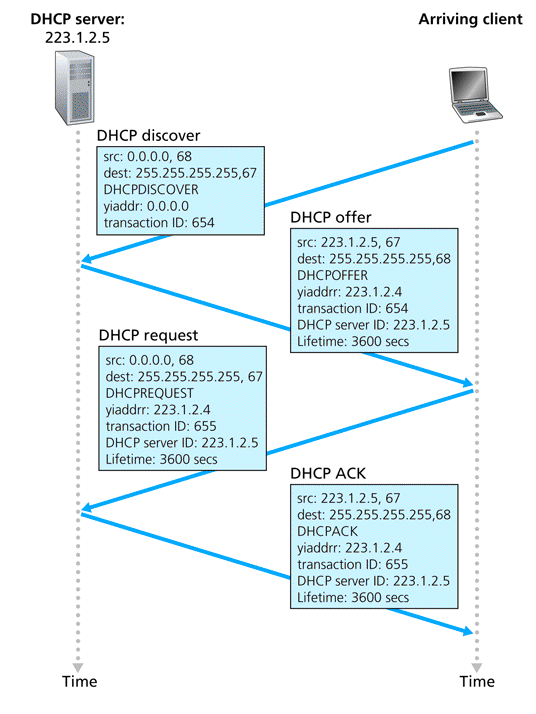 DHCP server:
223.1.2.5
Arriving client
DHCP discover
src: 0.0.0.0, 68
dest: 255.255.255.255,67
DHCPDISCOVER
yiaddr: 0.0.0.0
transaction ID: 654
DHCP offer
src: 223.1.2.5, 67
dest: 255.255.255.255,68
DHCPOFFER
yiaddrr: 223.1.2.4
transaction ID: 654
DHCP server ID: 223.1.2.5
Lifetime: 3600 secs
DHCP request
src: 0.0.0.0, 68
dest: 255.255.255.255, 67
DHCPREQUEST
yiaddrr: 223.1.2.4
transaction ID: 655
DHCP server ID: 223.1.2.5
Lifetime: 3600 secs
DHCP ACK
src: 223.1.2.5, 67
dest: 255.255.255.255,68
DHCPACK
yiaddrr: 223.1.2.4
transaction ID: 655
DHCP server ID: 223.1.2.5
Lifetime: 3600 secs
Time
Time